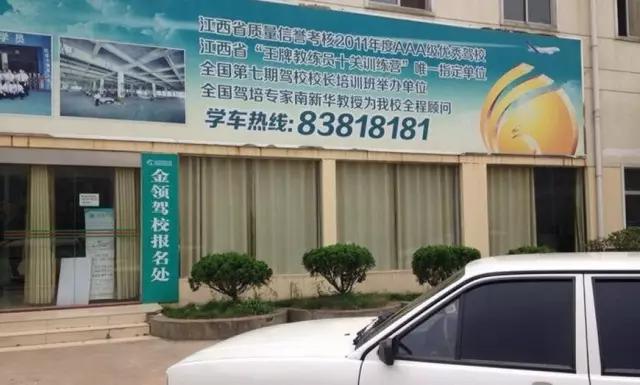 学员
江西省质量信誉考核2011年度AAA级优秀驾校
江西省“王牌教练员十关训练营”唯一指定单位
全国第七期驾校校长培训班举办单位
全国驾培专家南新华教授为我校全程顾问
学车热线:83818181
金领驾校报名处